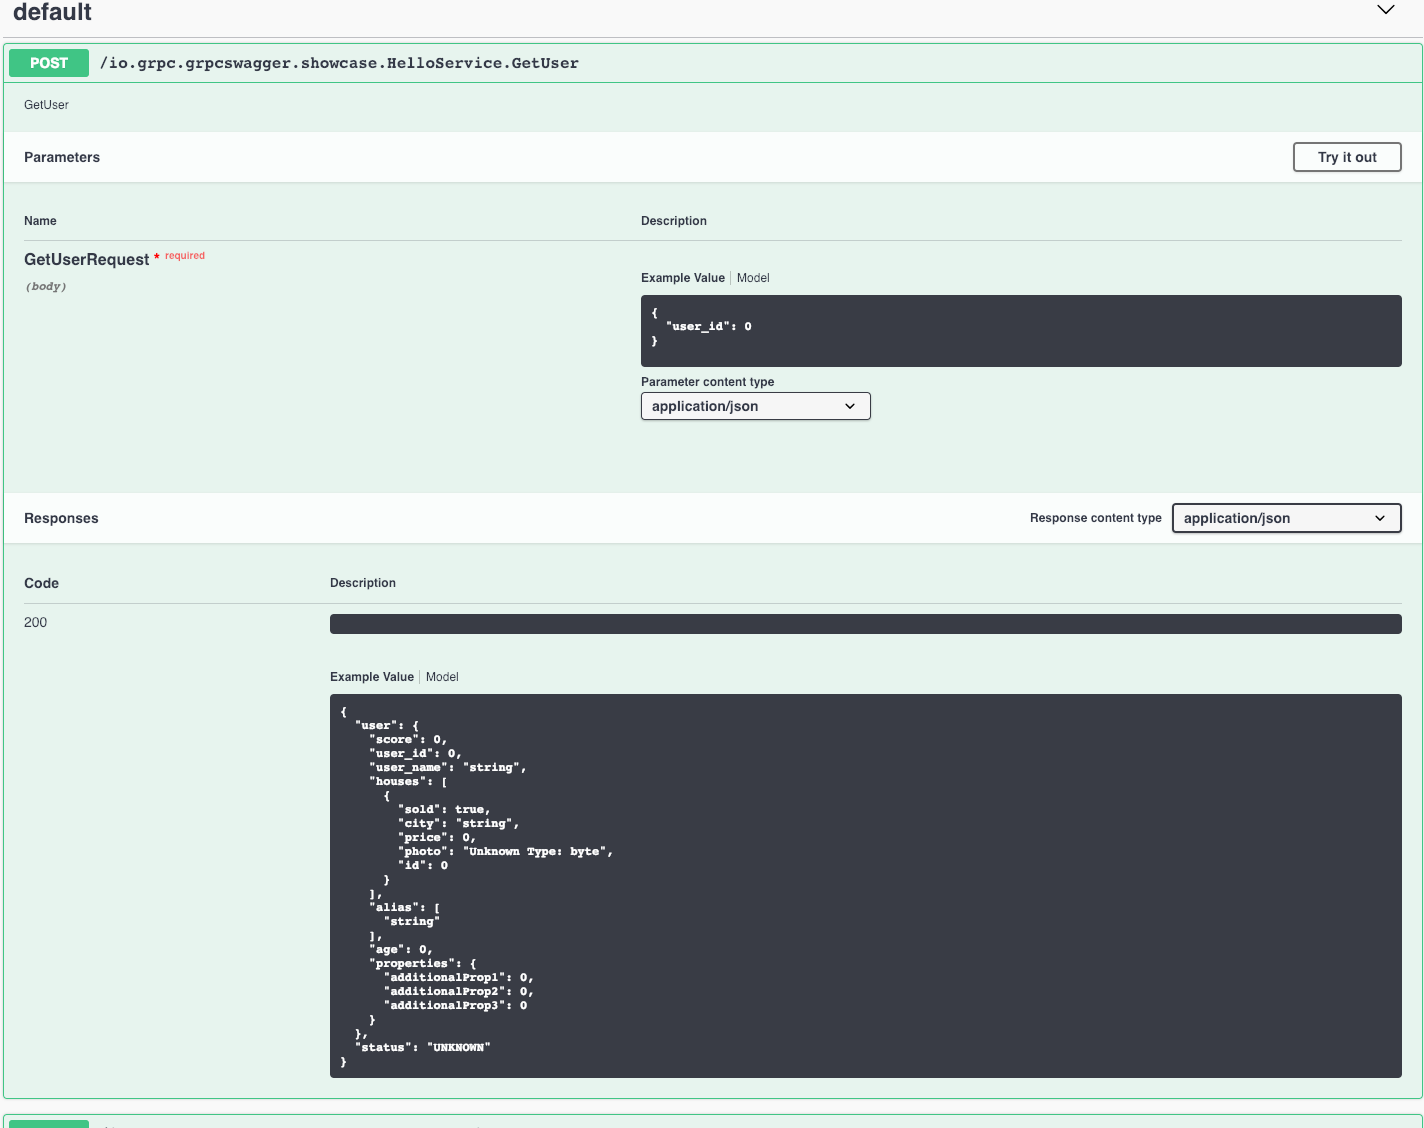 default
POST /io.grpc.grpcswagger.showcase.HelloService.GetUser
GetUser
Parameters
Try it out
Name Description
GetUserRequest * required
(body)
Example Value Model
{
"user_id": 0
}
Parameter content type
application/json
Responses
Response content type application/json
Code Description
200
Example Value Model
{
"user": {
"score": 0,
"user_id": 0,
"user_name": "string",
"houses": [
{
"sold": true,
"city": "string",
"price": 0,
"photo": "Unknown Type: byte",
"id": 0
}
],
"alias": [
"string"
],
"age": 0,
"properties": {
"additionalProp1": 0,
"additionalProp2": 0,
"additionalProp3": 0
}
},
"status": "UNKNOWN"
}